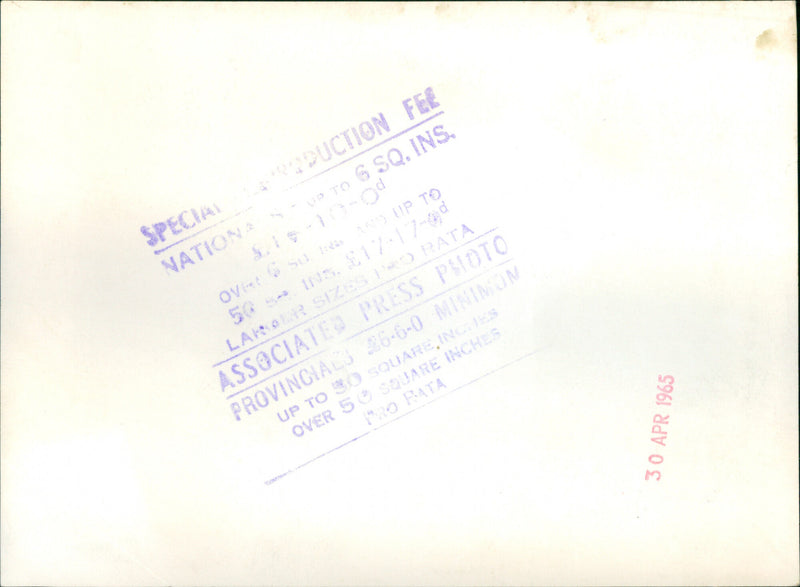 SPECIAL REPRODUCTION FEE
NATIONALS UP TO 6 SQ. INS.
OVER 6 SQ. INS. AND UP TO
50 SQ. INS. £17-17-0d
LARGER SIZES PRO RATA
ASSOCIATED PRESS PHOTO
PROVINCIALS £6-6-0 MINIMUM
UP TO 50 SQUARE INCHES
OVER 50 SQUARE INCHES
PRO RATA
30 APR 1965